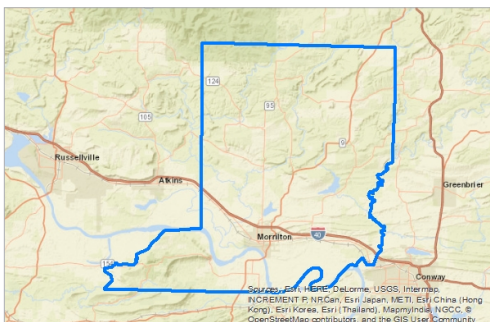 124
95
105
9
Russellville
Atkins
Greenbrier
Morrilton
40
Conway
Sources: Esri, HERE, DeLorme, USGS, Intermap,
INCREMENT P, NRCan, Esri Japan, METI, Esri China (Hong
Kong), Esri Korea, Esri (Thailand), MapmyIndia, NGCC, ©
OpenStreetMap contributors, and the GIS User Community